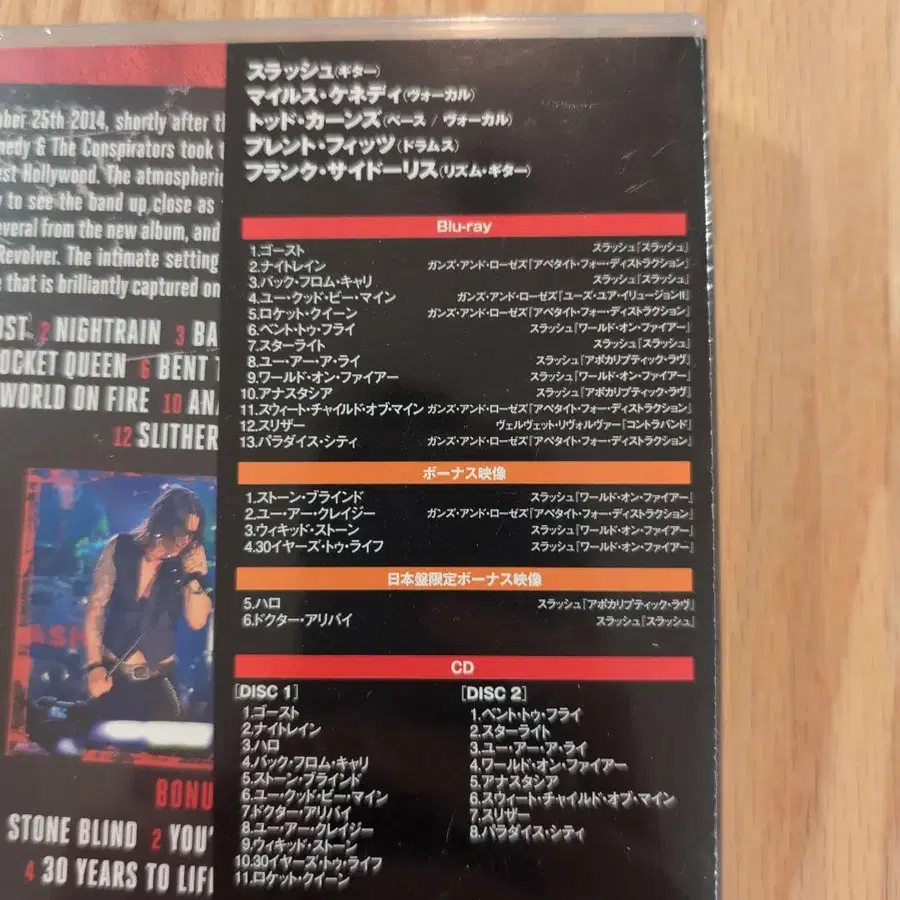 ber 25th 2014, shortly after t
nedy & The Conspirators took t
est Hollywood. The atmospheric
y to see the band up close as
several from the new album, and
Revolver. The intimate setting
e that is brilliantly captured on
OST 2 NIGHTRAIN 3 BA
OCKET QUEEN 6 BENT T
WORLD ON FIRE 10 ANA
12 SLITHER
BONU
STONE BLIND 2 YOU'
4 30 YEARS TO LIF
スラッシュ(ギター)
マイルス・ケネディ(ヴォーカル)
トッド・カーンズ(ベース / ヴォーカル)
ブレント・フィッツ(ドラムス)
フランク・サイドーリス(リズム・ギター)
Blu-ray
1.ゴースト スラッシュ『スラッシュ』
2.ナイトレイン ガンズ・アンド・ローゼズ『アペタイト・フォー・ディストラクション』
3.バック・フロム・キャリ スラッシュ『スラッシュ』
4.ユー・クッド・ビー・マイン ガンズ・アンド・ローゼズ『ユーズ・ユア・イリュージョンII』
5.ロケット・クイーン ガンズ・アンド・ローゼズ『アペタイト・フォー・ディストラクション』
6.ベント・トゥ・フライ スラッシュ『ワールド・オン・ファイアー』
7.スターライト スラッシュ『スラッシュ』
8.ユー・アー・ア・ライ スラッシュ『アポカリプティック・ラヴ』
9.ワールド・オン・ファイアー スラッシュ『ワールド・オン・ファイアー』
10.アナスタシア スラッシュ『アポカリプティック・ラヴ』
11.スウィート・チャイルド・オブ・マイン ガンズ・アンド・ローゼズ『アペタイト・フォー・ディストラクション』
12.スリザー ヴェルヴェット・リヴォルヴァー『コントラバンド』
13.パラダイス・シティ ガンズ・アンド・ローゼズ『アペタイト・フォー・ディストラクション』
ボーナス映像
1.ストーン・ブラインド スラッシュ『ワールド・オン・ファイアー』
2.ユー・アー・クレイジー ガンズ・アンド・ローゼズ『アペタイト・フォー・ディストラクション』
3.ウィキッド・ストーン スラッシュ『ワールド・オン・ファイアー』
4.30イヤーズ・トゥ・ライフ スラッシュ『ワールド・オン・ファイアー』
日本盤限定ボーナス映像
5.ハロ スラッシュ『アポカリプティック・ラヴ』
6.ドクター・アリバイ スラッシュ『スラッシュ』
CD
[DISC 1]
1.ゴースト
2.ナイトレイン
3.ハロ
4.バック・フロム・キャリ
5.ストーン・ブラインド
6.ユー・クッド・ビー・マイン
7.ドクター・アリバイ
8.ユー・アー・クレイジー
9.ウィキッド・ストーン
10.30イヤーズ・トゥ・ライフ
11.ロケット・クイーン
[DISC 2]
1.ベント・トゥ・フライ
2.スターライト
3.ユー・アー・ア・ライ
4.ワールド・オン・ファイアー
5.アナスタシア
6.スウィート・チャイルド・オブ・マイン
7.スリザー
8.パラダイス・シティ